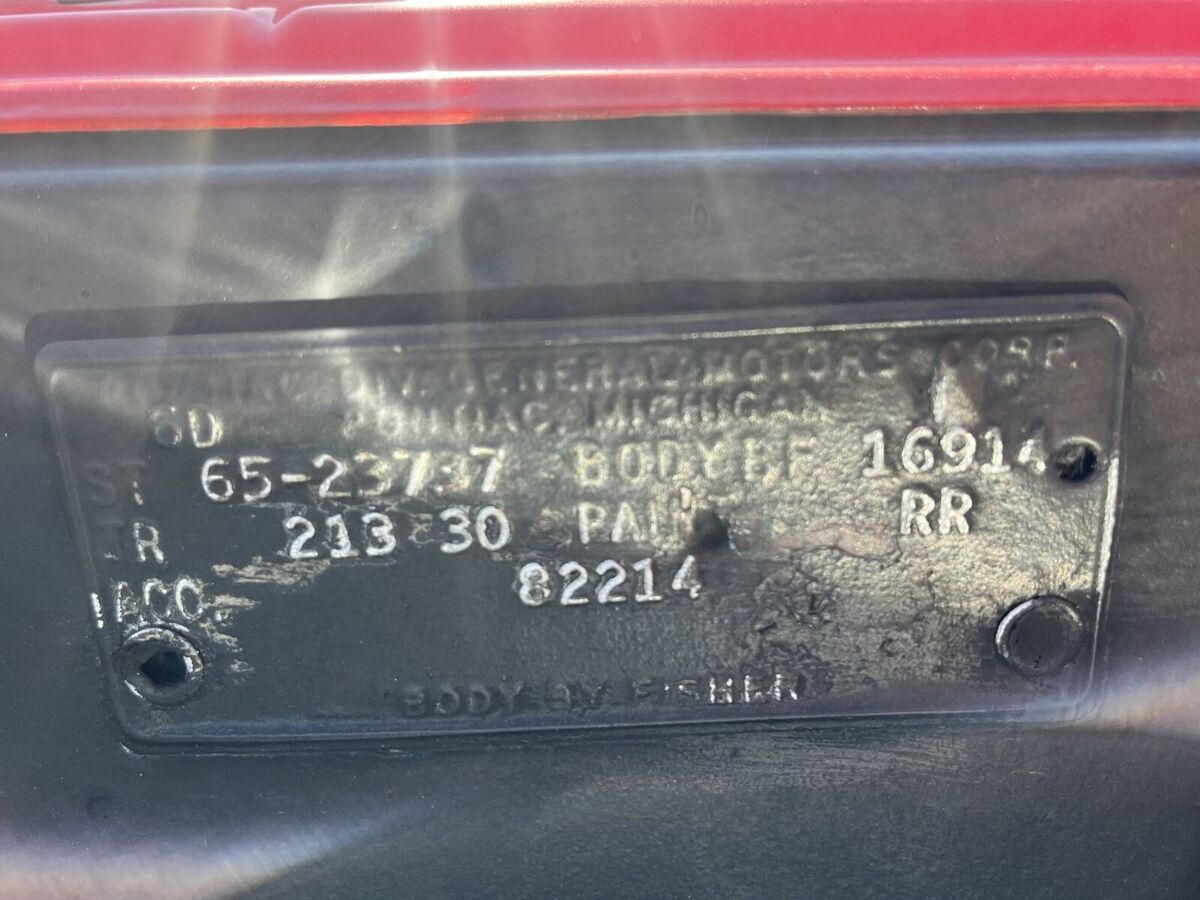 DIV. GENERAL MOTORS CORP.
6D PONTIAC, MICHIGAN
ST 65-23737 BODY BF 16914
TR 213 30 PAINT RR
ACC. 82214
BODY BY FISHER